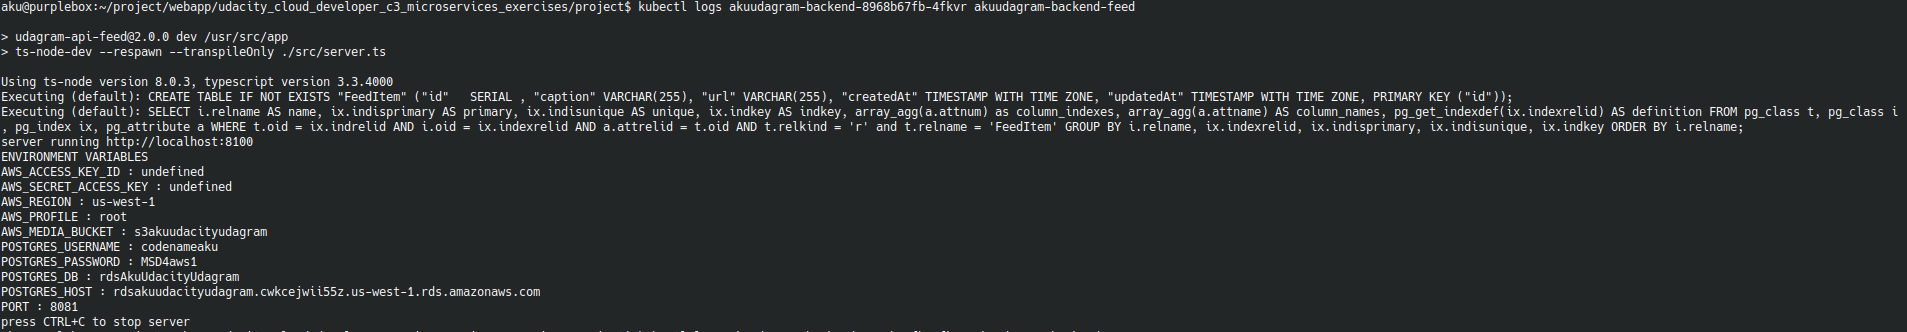 aku@purplebox:~/project/webapp/udacity_cloud_developer_c3_microservices_exercises/project$ kubectl logs akuudagram-backend-8968b67fb-4fkvr akuudagram-backend-feed
> udagram-api-feed@2.0.0 dev /usr/src/app
> ts-node-dev --respawn --transpileOnly ./src/server.ts
Using ts-node version 8.0.3, typescript version 3.3.4000
Executing (default): CREATE TABLE IF NOT EXISTS "FeedItem" ("id"   SERIAL , "caption" VARCHAR(255), "url" VARCHAR(255), "createdAt" TIMESTAMP WITH TIME ZONE, "updatedAt" TIMESTAMP WITH TIME ZONE, PRIMARY KEY ("id"));
Executing (default): SELECT i.relname AS name, ix.indisprimary AS primary, ix.indisunique AS unique, ix.indkey AS indkey, array_agg(a.attnum) as column_indexes, array_agg(a.attname) AS column_names, pg_get_indexdef(ix.indexrelid) AS definition FROM pg_class t, pg_class i
, pg_index ix, pg_attribute a WHERE t.oid = ix.indrelid AND i.oid = ix.indexrelid AND a.attrelid = t.oid AND t.relkind = 'r' and t.relname = 'FeedItem' GROUP BY i.relname, ix.indexrelid, ix.indisprimary, ix.indisunique, ix.indkey ORDER BY i.relname;
server running http://localhost:8100
ENVIRONMENT VARIABLES
AWS_ACCESS_KEY_ID : undefined
AWS_SECRET_ACCESS_KEY : undefined
AWS_REGION : us-west-1
AWS_PROFILE : root
AWS_MEDIA_BUCKET : s3akuudacityudagram
POSTGRES_USERNAME : codenameaku
POSTGRES_PASSWORD : MSD4aws1
POSTGRES_DB : rdsAkuUdacityUdagram
POSTGRES_HOST : rdsakuudacityudagram.cwkcejwii55z.us-west-1.rds.amazonaws.com
PORT : 8081
press CTRL+C to stop server